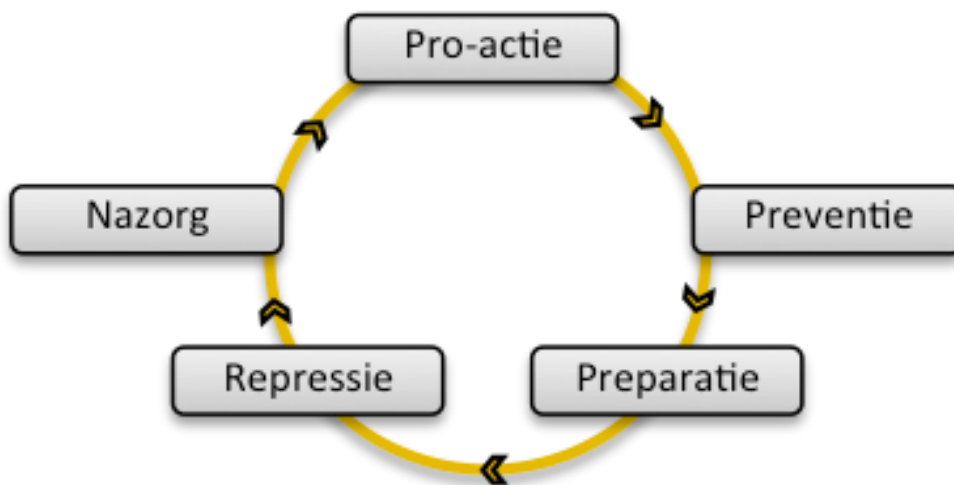 Pro-actie
Preventie
Preparatie
Repressie
Nazorg